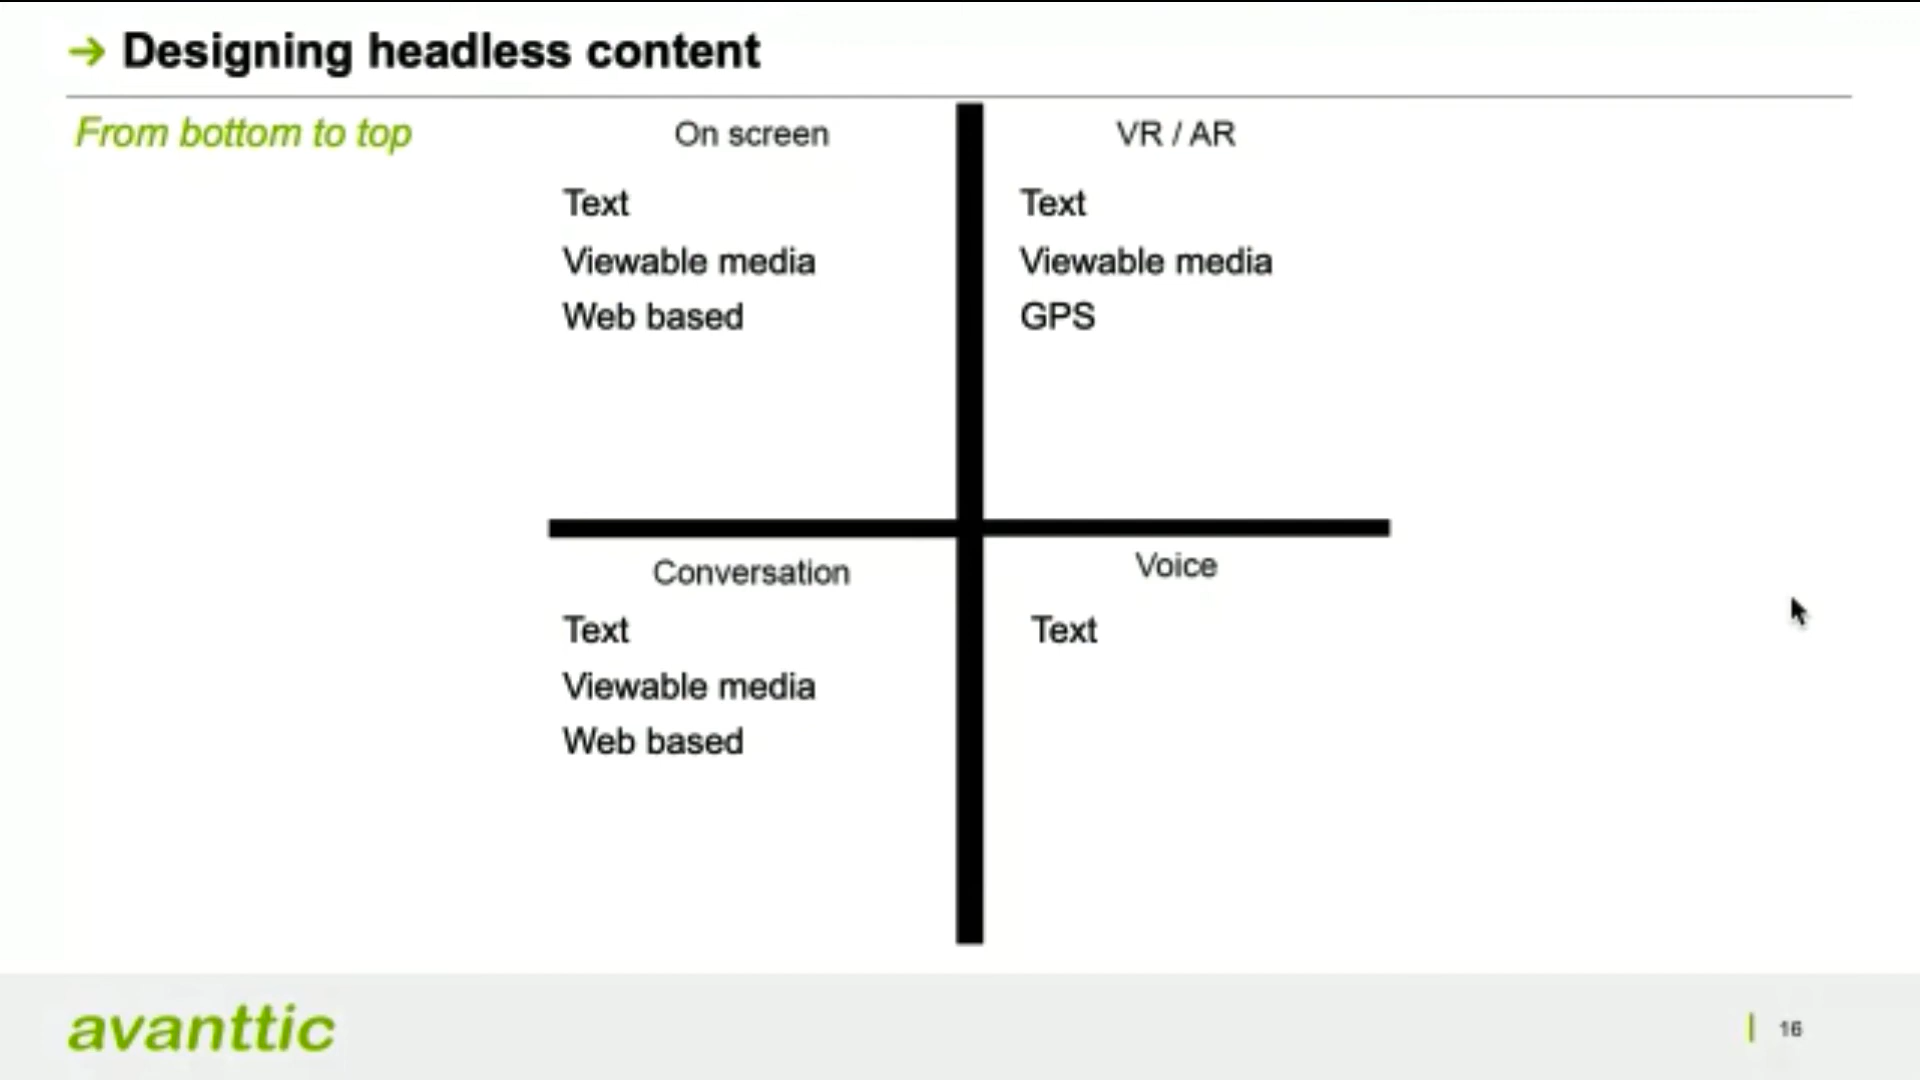 Designing headless content
From bottom to top
On screen
Text
Viewable media
Web based
VR / AR
Text
Viewable media
GPS
Conversation
Text
Viewable media
Web based
Voice
Text
avanttic
16